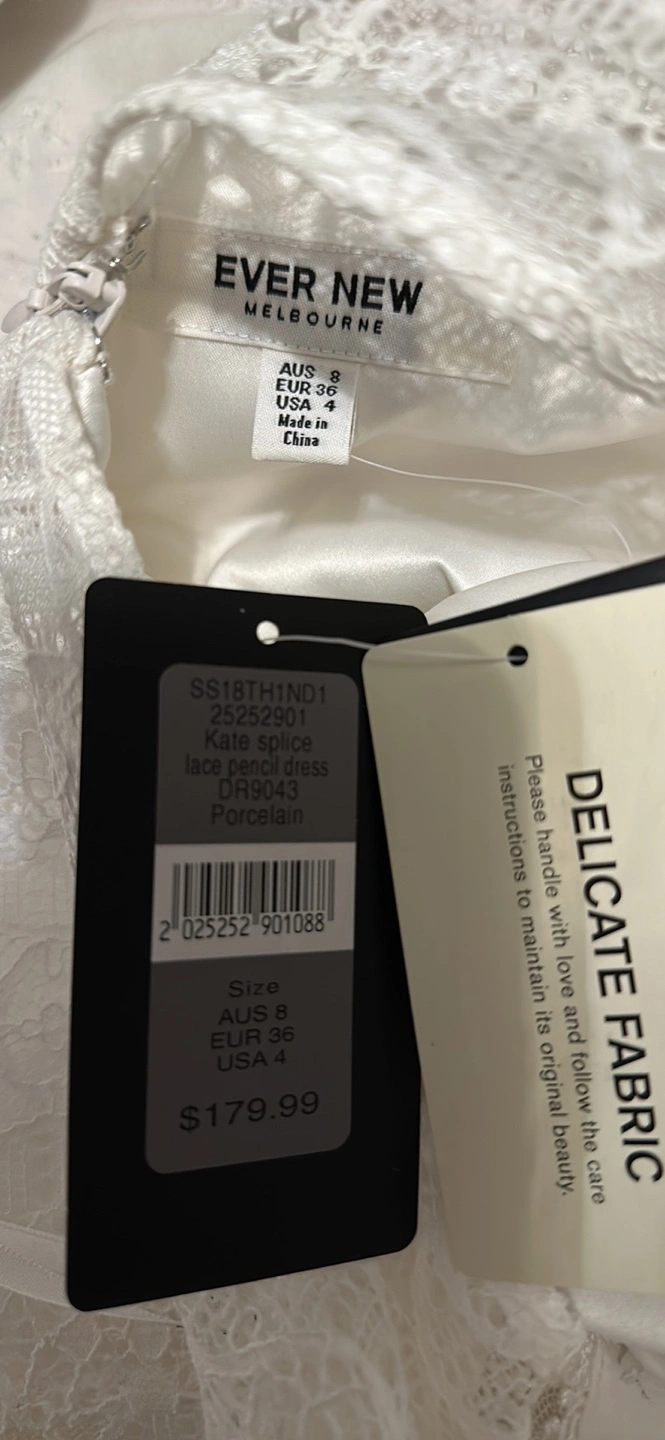 EVER NEW
MELBOURNE
AUS 8
EUR 36
USA 4
Made in
China
SS18TH1ND1
25252901
Kate splice
lace pencil dress
DR9043
Porcelain
2 025252 901088
Size
AUS 8
EUR 36
USA 4
$179.99
DELICATE FABRIC
Please handle with love and follow the care
instructions to maintain its original beauty.